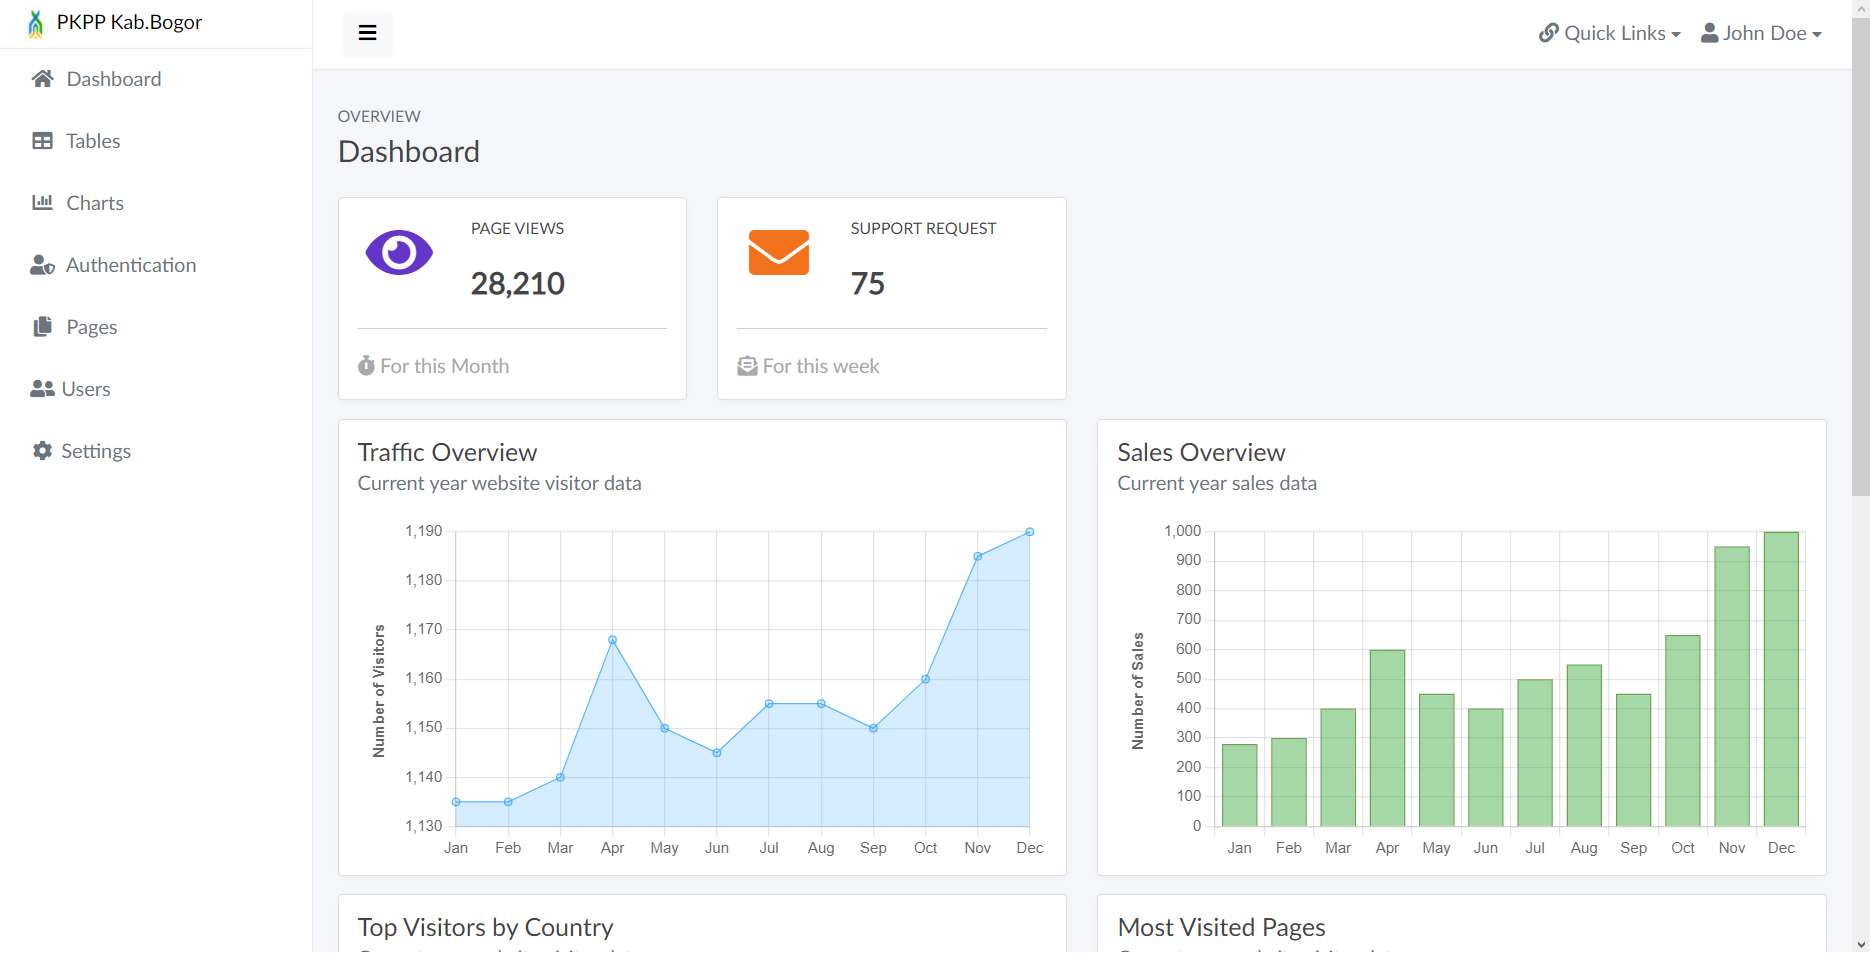 PKPP Kab.Bogor
Quick Links
John Doe
Dashboard
Tables
Charts
Authentication
Pages
Users
Settings
OVERVIEW
Dashboard
PAGE VIEWS
28,210
For this Month
SUPPORT REQUEST
75
For this week
Traffic Overview
Current year website visitor data
Number of Visitors
1,190
1,180
1,170
1,160
1,150
1,140
1,130
Jan Feb Mar Apr May Jun Jul Aug Sep Oct Nov Dec
Sales Overview
Current year sales data
Number of Sales
1,000
900
800
700
600
500
400
300
200
100
0
Jan Feb Mar Apr May Jun Jul Aug Sep Oct Nov Dec
Top Visitors by Country
Most Visited Pages